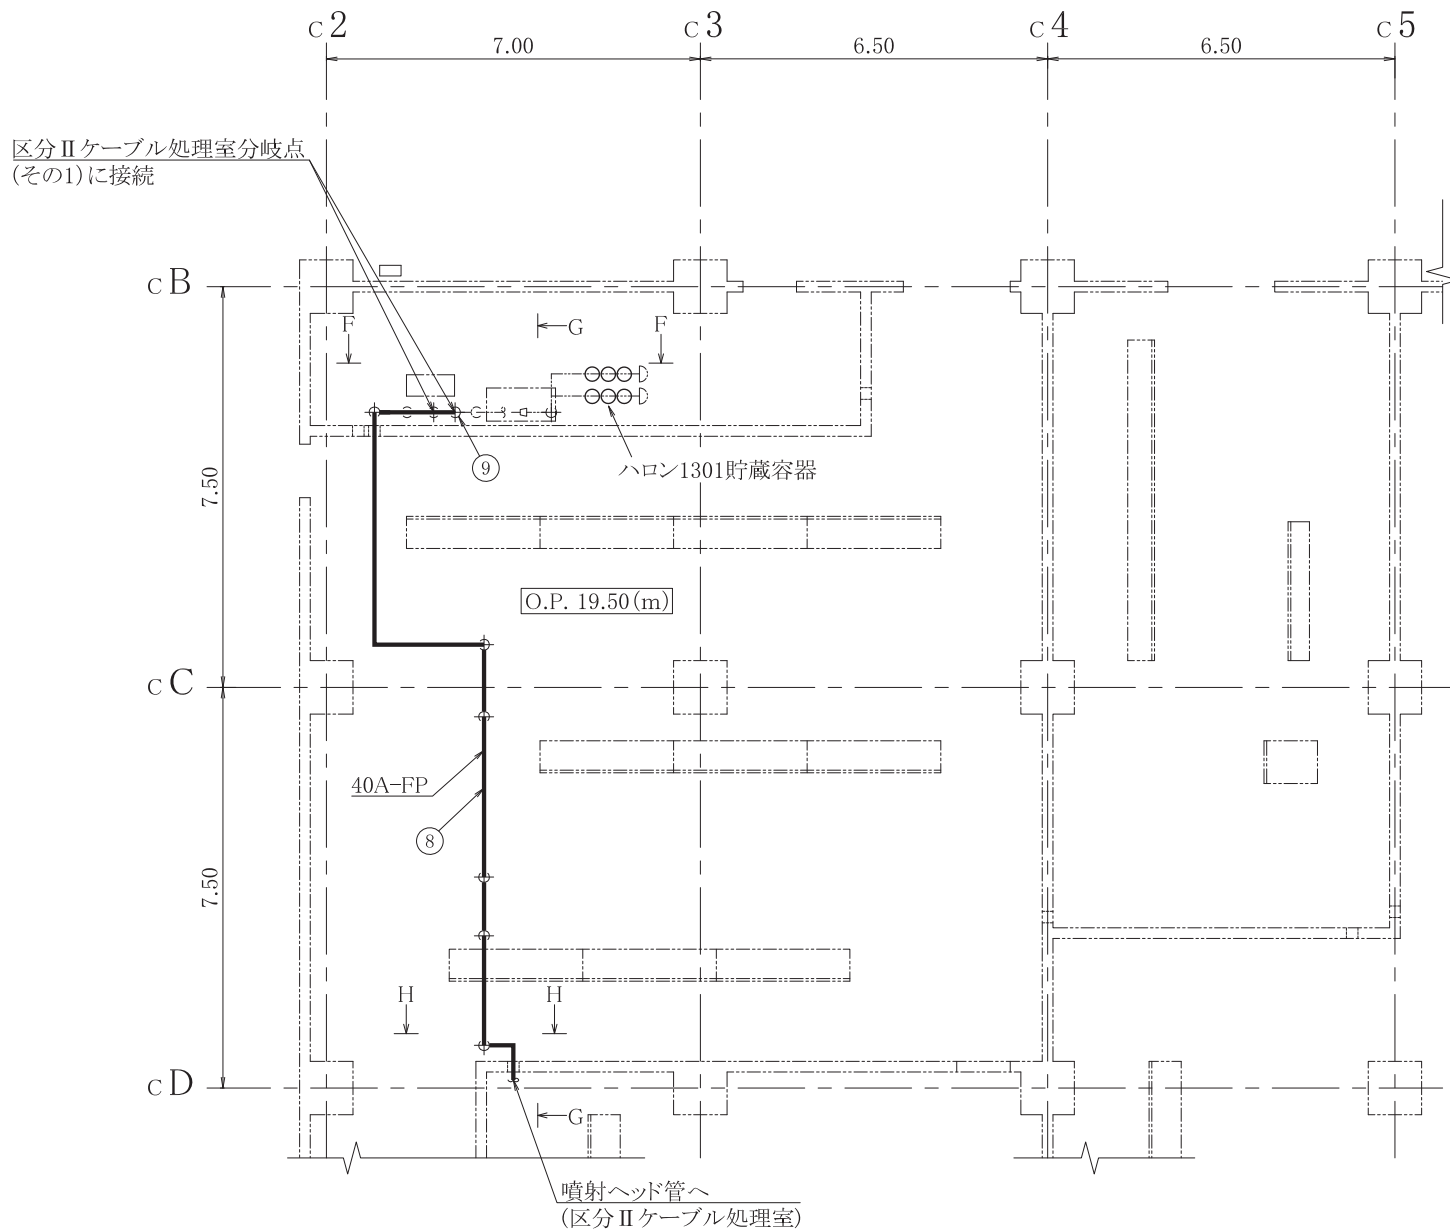 C2
C3
C4
C5
7.00
6.50
6.50
区分Ⅱケーブル処理室分岐点
(その1)に接続
CB
F
G
F
⑨
ハロン1301貯蔵容器
7.50
O.P. 19.50(m)
CC
40A-FP
⑧
7.50
H
H
CD
G
噴射ヘッド管へ
(区分Ⅱケーブル処理室)